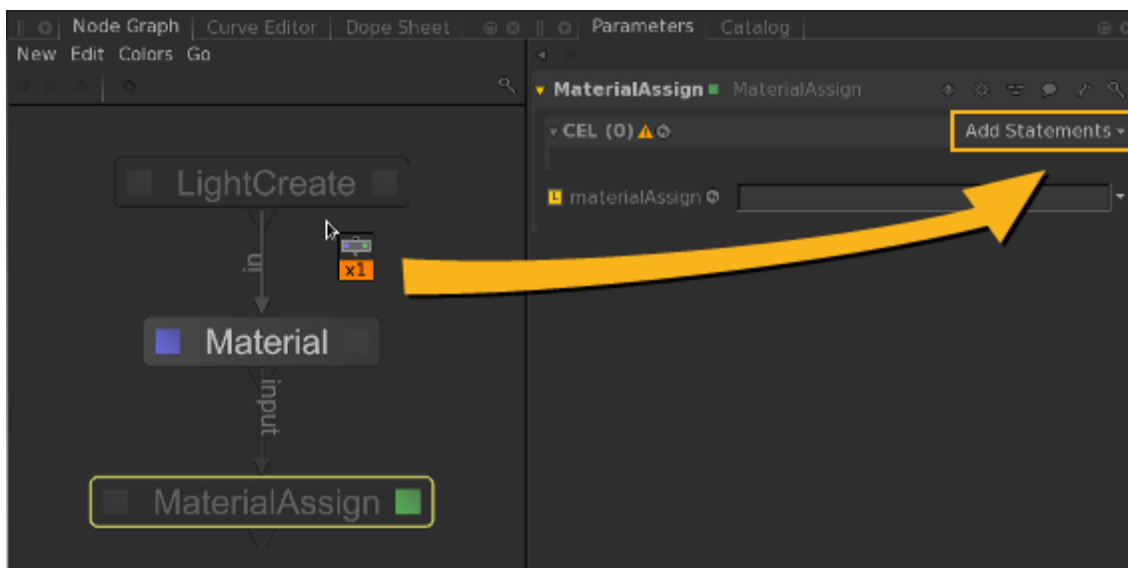 Node Graph Curve Editor Dope Sheet
New Edit Colors Go
LightCreate
in
x1
Material
input
MaterialAssign
Parameters Catalog
MaterialAssign MaterialAssign
CEL (0) Add Statements
L materialAssign